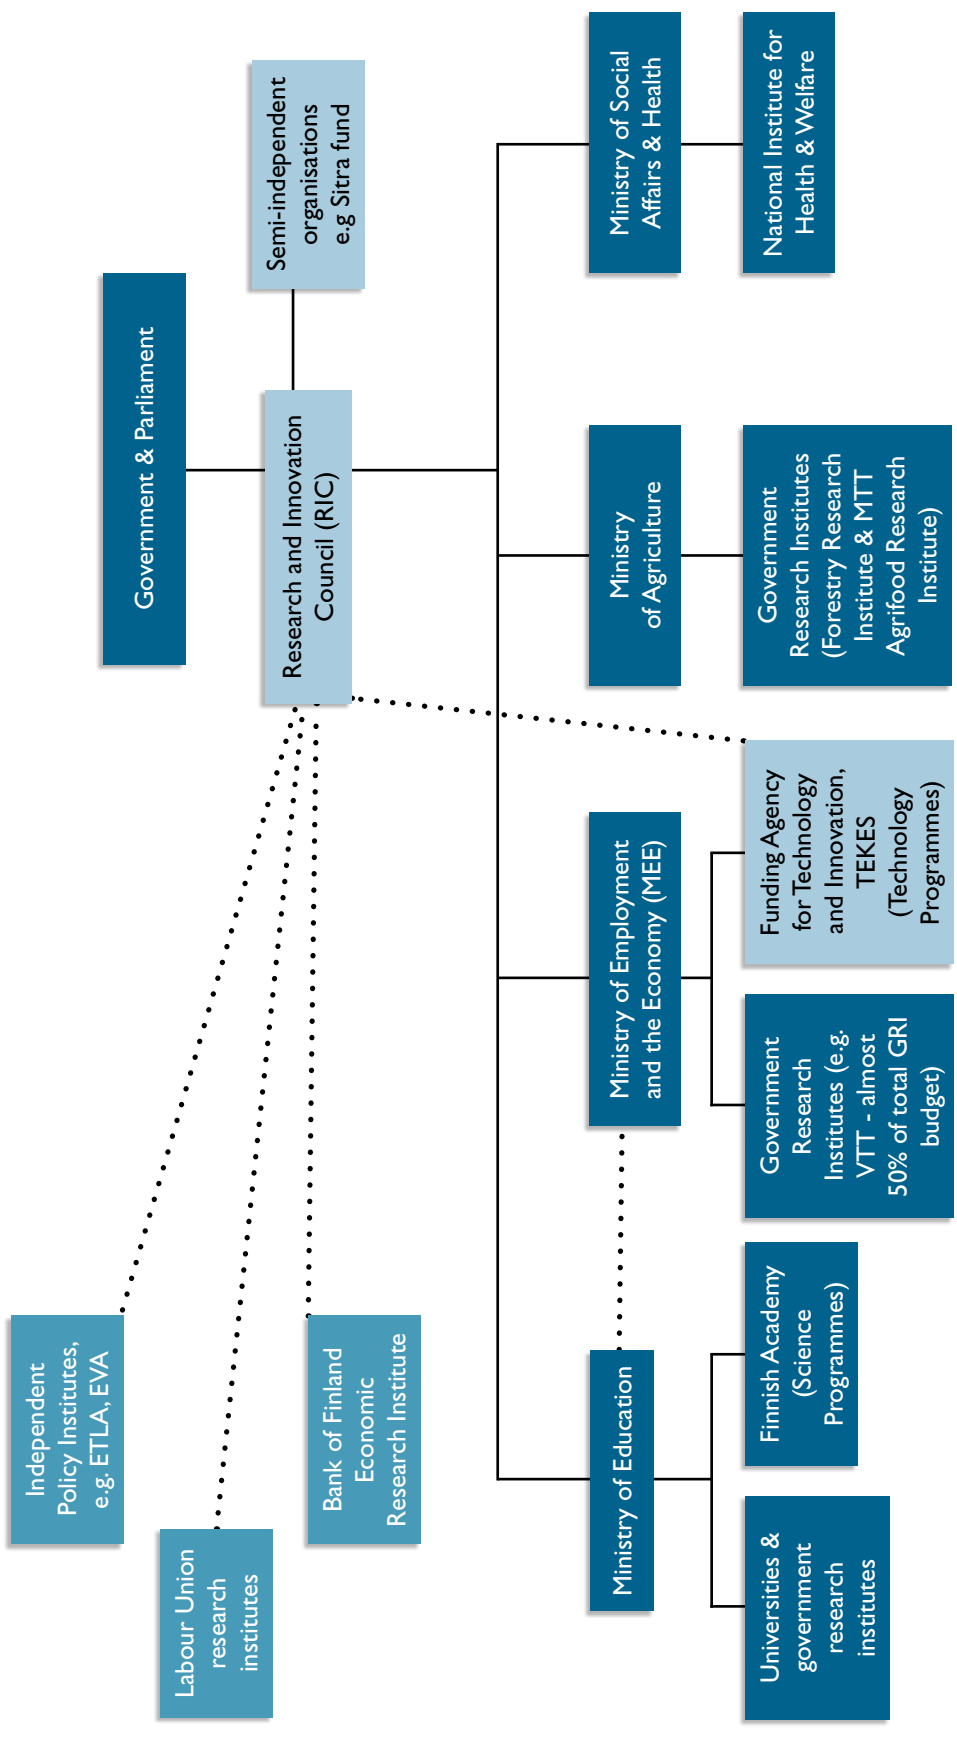 Government & Parliament
Research and Innovation
Council (RIC)
Semi-independent
organisations
e.g Sitra fund
Independent
Policy Institutes,
e.g. ETLA, EVA
Labour Union
research
institutes
Bank of Finland
Economic
Research Institute
Ministry of Education
Ministry of Employment
and the Economy (MEE)
Ministry
of Agriculture
Ministry of Social
Affairs & Health
Universities &
government
research
institutes
Finnish Academy
(Science
Programmes)
Government
Research
Institutes (e.g.
VTT - almost
50% of total GRI
budget)
Funding Agency
for Technology
and Innovation,
TEKES
(Technology
Programmes)
Government
Research Institutes
(Forestry Research
Institute & MTT
Agrifood Research
Institute)
National Institute for
Health & Welfare